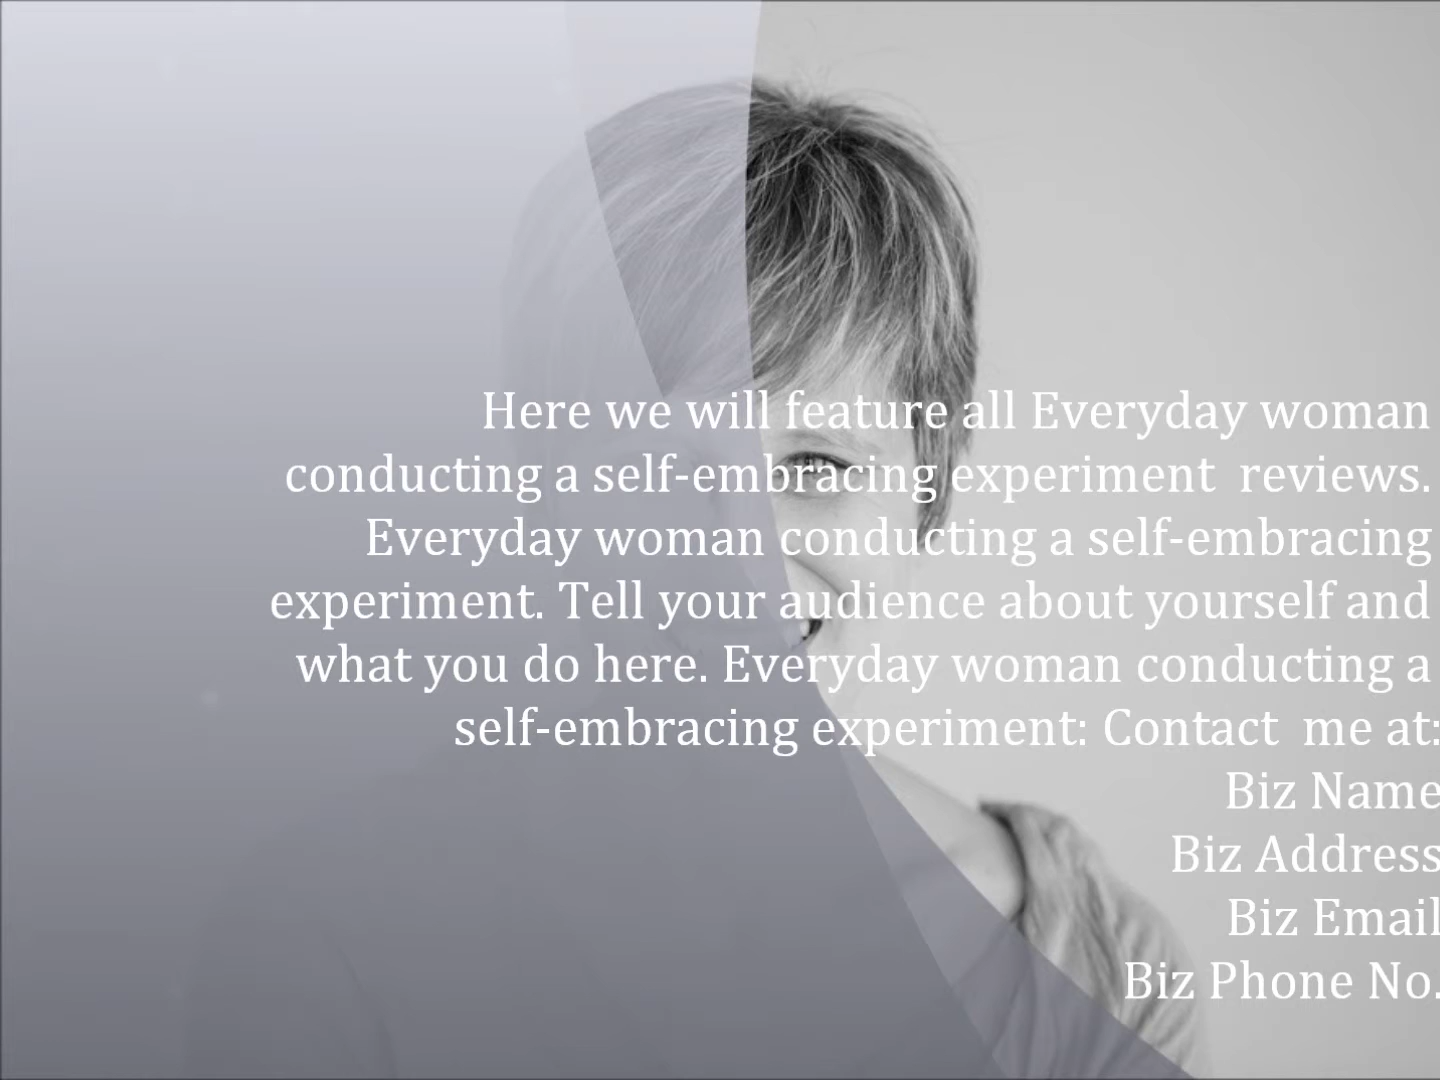 Here we will feature all Everyday woman
conducting a self-embracing experiment  reviews.
Everyday woman conducting a self-embracing
experiment. Tell your audience about yourself and
what you do here. Everyday woman conducting a
self-embracing experiment: Contact  me at:
Biz Name
Biz Address
Biz Email
Biz Phone No.